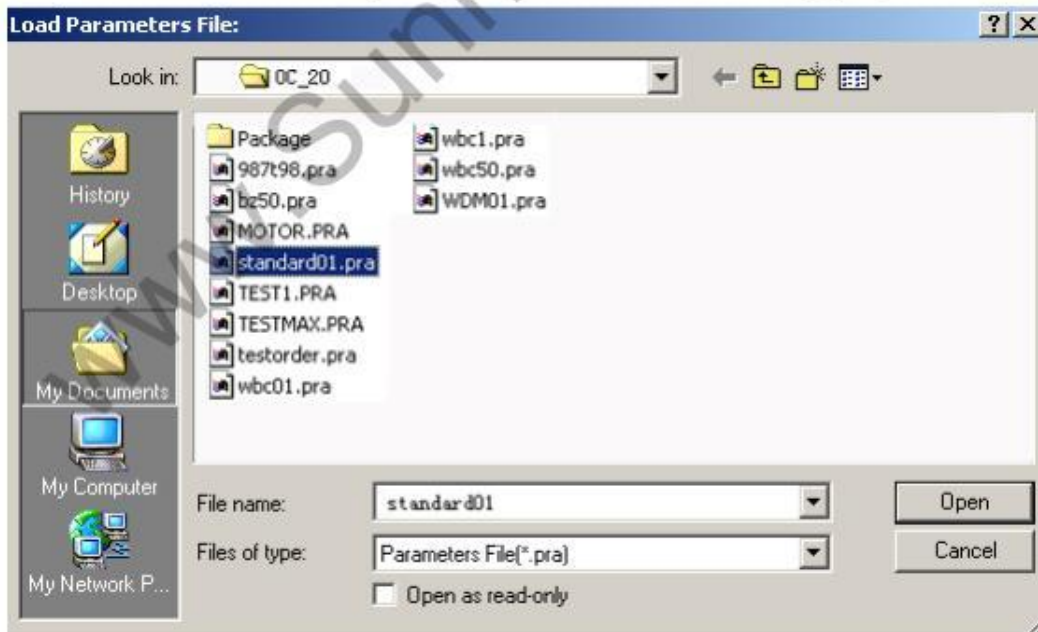 Load Parameters File:
Look in:
OC_20
History
Desktop
My Documents
My Computer
My Network P...
Package
987t98.pra
bz50.pra
MOTOR.PRA
standard01.pra
TEST1.PRA
TESTMAX.PRA
testorder.pra
wbc01.pra
wbc1.pra
wbc50.pra
WDM01.pra
File name:
standard01
Open
Files of type:
Parameters File(*.pra)
Cancel
Open as read-only